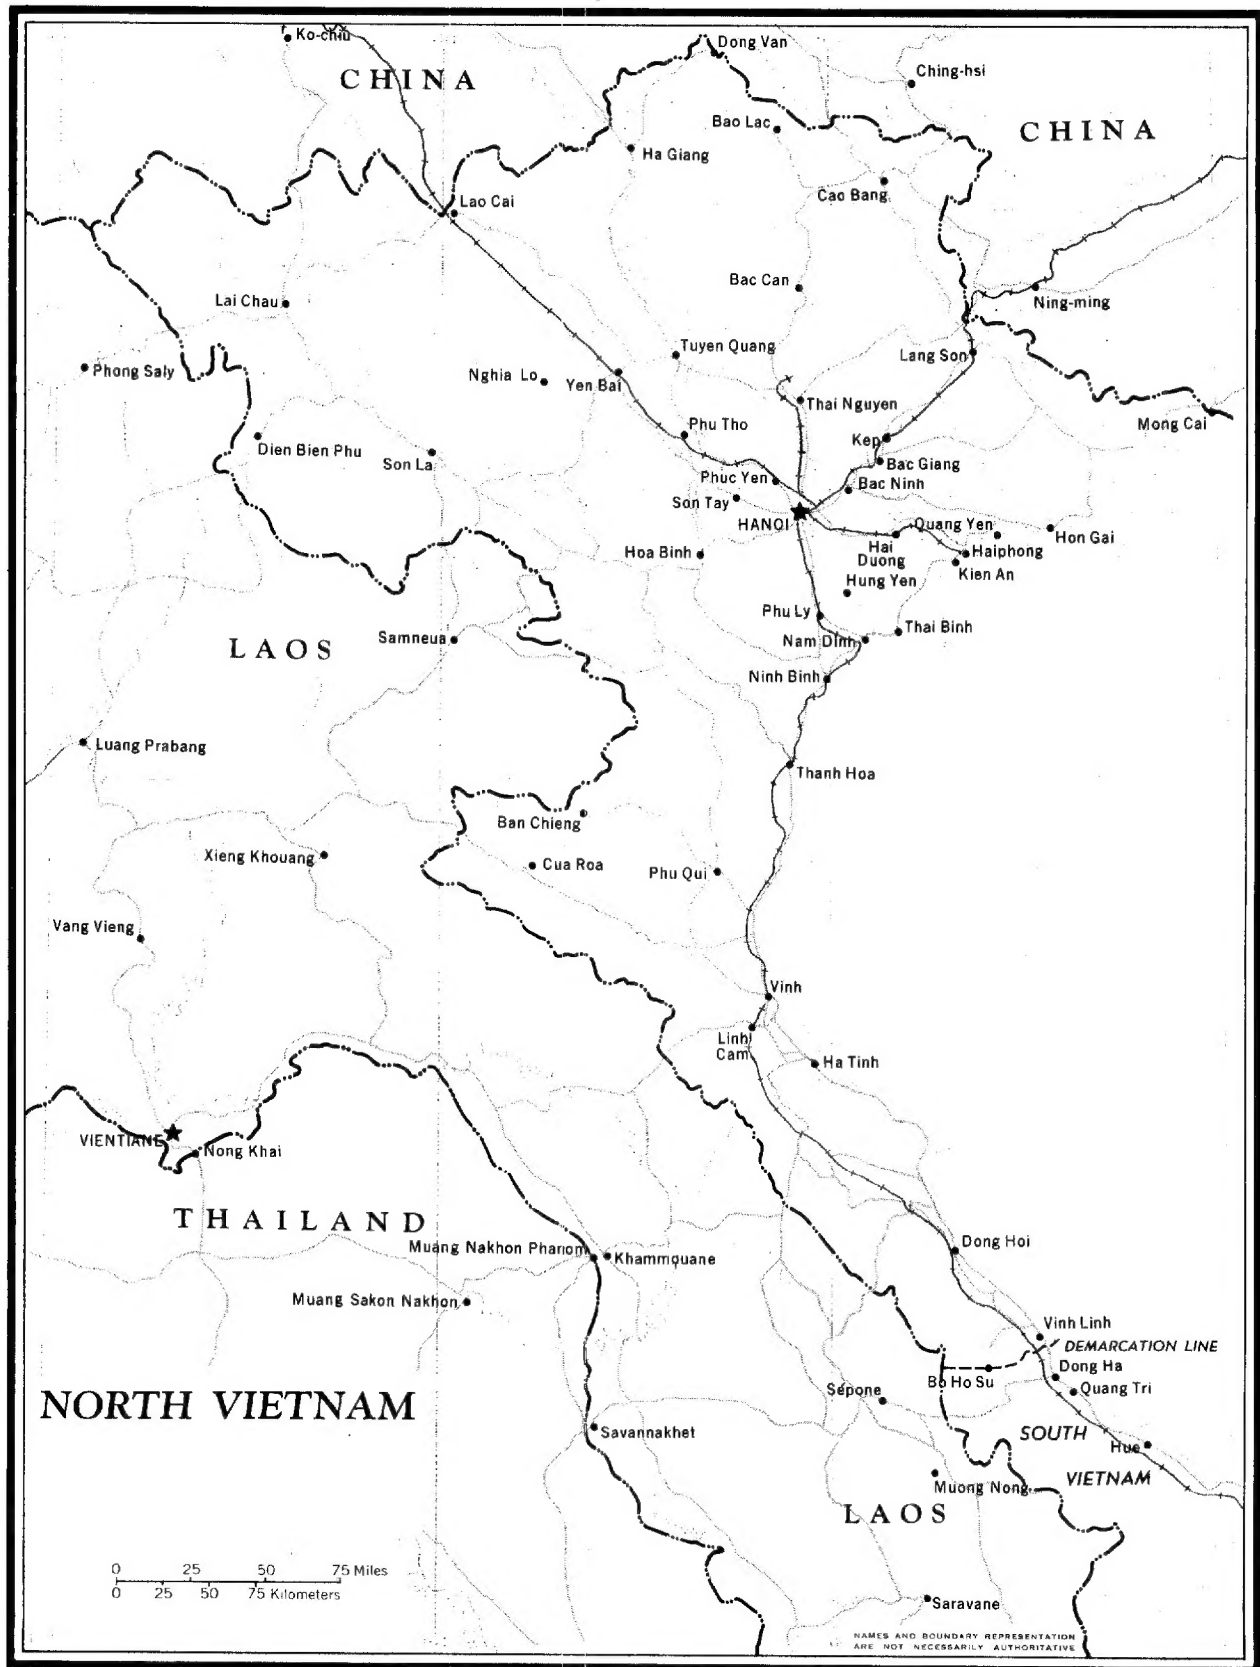 Ko-chiu
Dong Van
CHINA
Ching-hsi
Bao Lac
CHINA
Ha Giang
Cao Bang
Lao Cai
Bac Can
Lai Chau
Ning-ming
Tuyen Quang
Lang Son
Phong Saly
Nghia Lo
Yen Bai
Thai Nguyen
Mong Cai
Phu Tho
Kep
Dien Bien Phu
Son La
Bac Giang
Phuc Yen
Bac Ninh
Son Tay
HANOI
Quang Yen
Hon Gai
Hoa Binh
Hai
Duong
Haiphong
Kien An
Hung Yen
Phu Ly
Thai Binh
LAOS
Samneua
Nam Dinh
Ninh Binh
Luang Prabang
Thanh Hoa
Ban Chieng
Xieng Khouang
Cua Roa
Phu Qui
Vang Vieng
Vinh
Linh
Cam
Ha Tinh
VIENTIANE
Nong Khai
THAILAND
Dong Hoi
Muang Nakhon Phanom
Khammouane
Muang Sakon Nakhon
Vinh Linh
DEMARCATION LINE
Dong Ha
Bo Ho Su
Quang Tri
Sepone
NORTH VIETNAM
Savannakhet
SOUTH
Hue
VIETNAM
Muong Nong
LAOS
0 25 50 75 Miles
0 25 50 75 Kilometers
Saravane
NAMES AND BOUNDARY REPRESENTATION
ARE NOT NECESSARILY AUTHORITATIVE